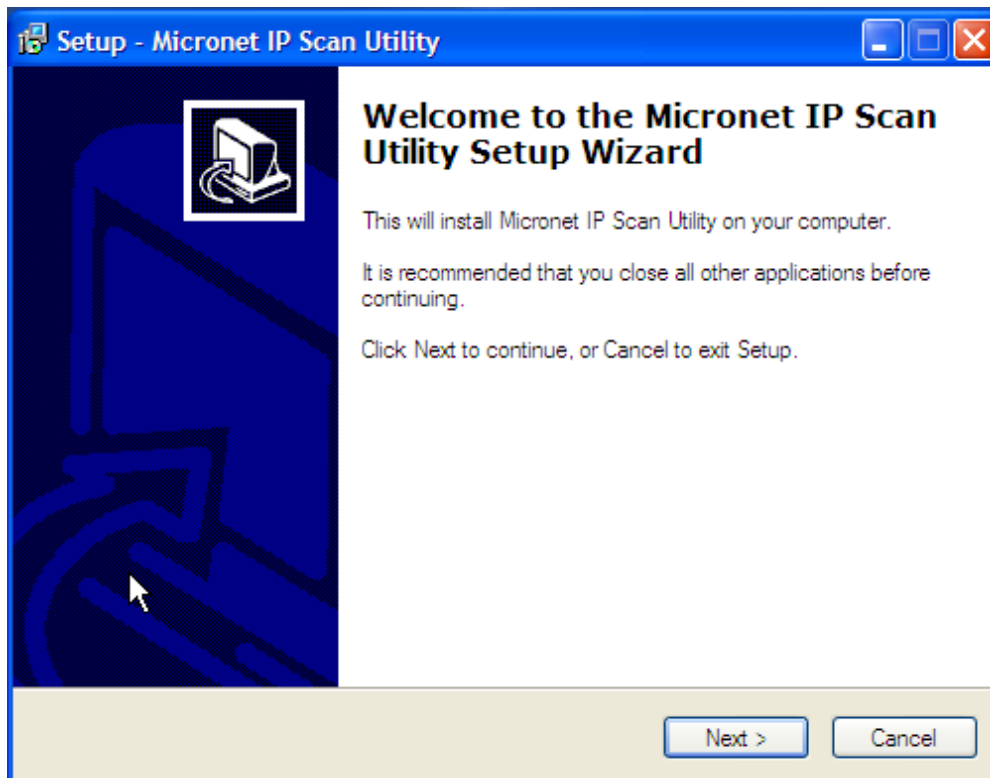 Setup - Micronet IP Scan Utility
Welcome to the Micronet IP Scan
Utility Setup Wizard
This will install Micronet IP Scan Utility on your computer.
It is recommended that you close all other applications before
continuing.
Click Next to continue, or Cancel to exit Setup.
Next >
Cancel